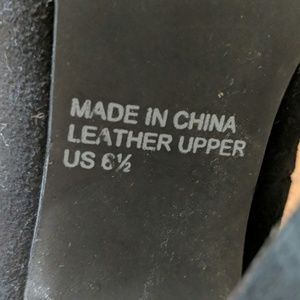 MADE IN CHINA
LEATHER UPPER
US 6½